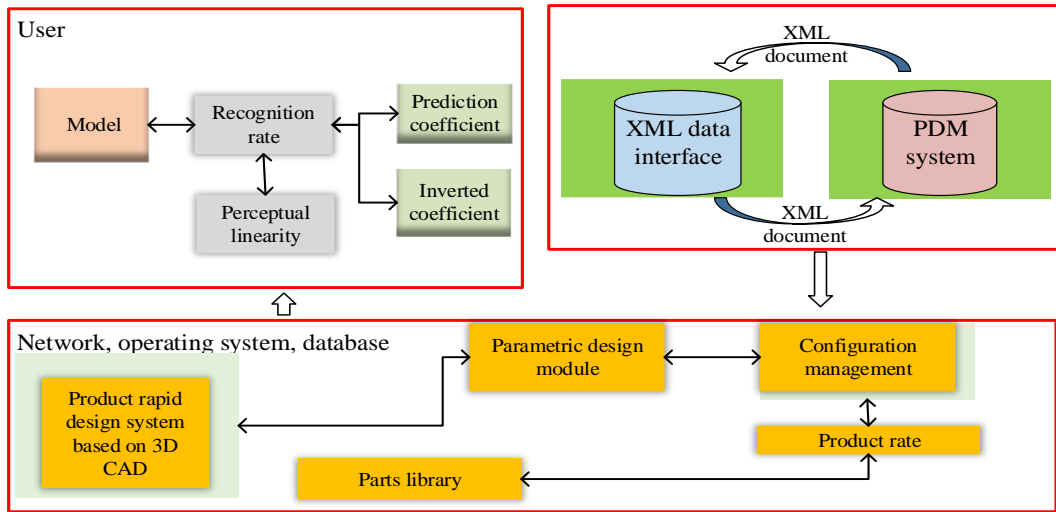 User
Model
Recognition
rate
Prediction
coefficient
Perceptual
linearity
Inverted
coefficient
XML
document
XML data
interface
PDM
system
XML
document
Network, operating system, database
Product rapid
design system
based on 3D
CAD
Parametric design
module
Configuration
management
Product rate
Parts library